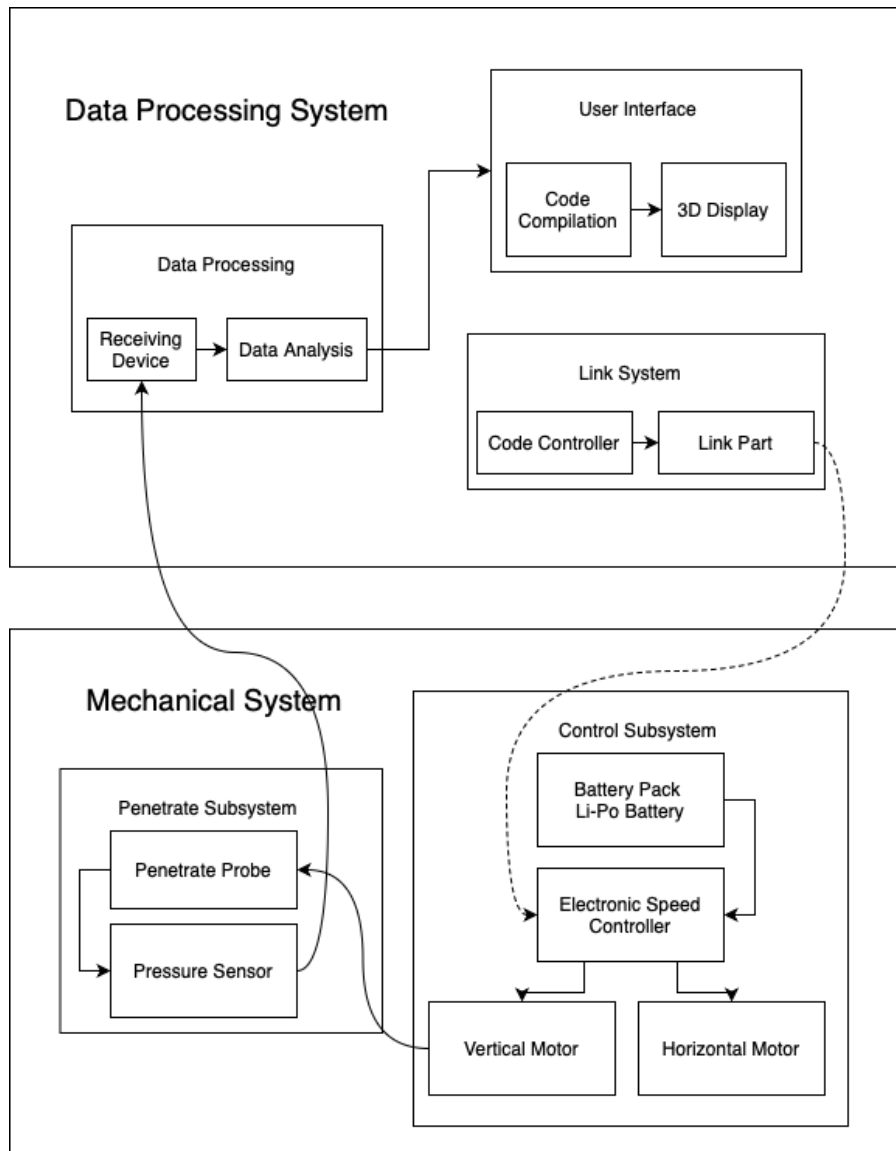 Data Processing System
User Interface
Code
Compilation
3D Display
Data Processing
Receiving
Device
Data Analysis
Link System
Code Controller
Link Part
Mechanical System
Control Subsystem
Battery Pack
Li-Po Battery
Penetrate Subsystem
Penetrate Probe
Electronic Speed
Controller
Pressure Sensor
Vertical Motor
Horizontal Motor